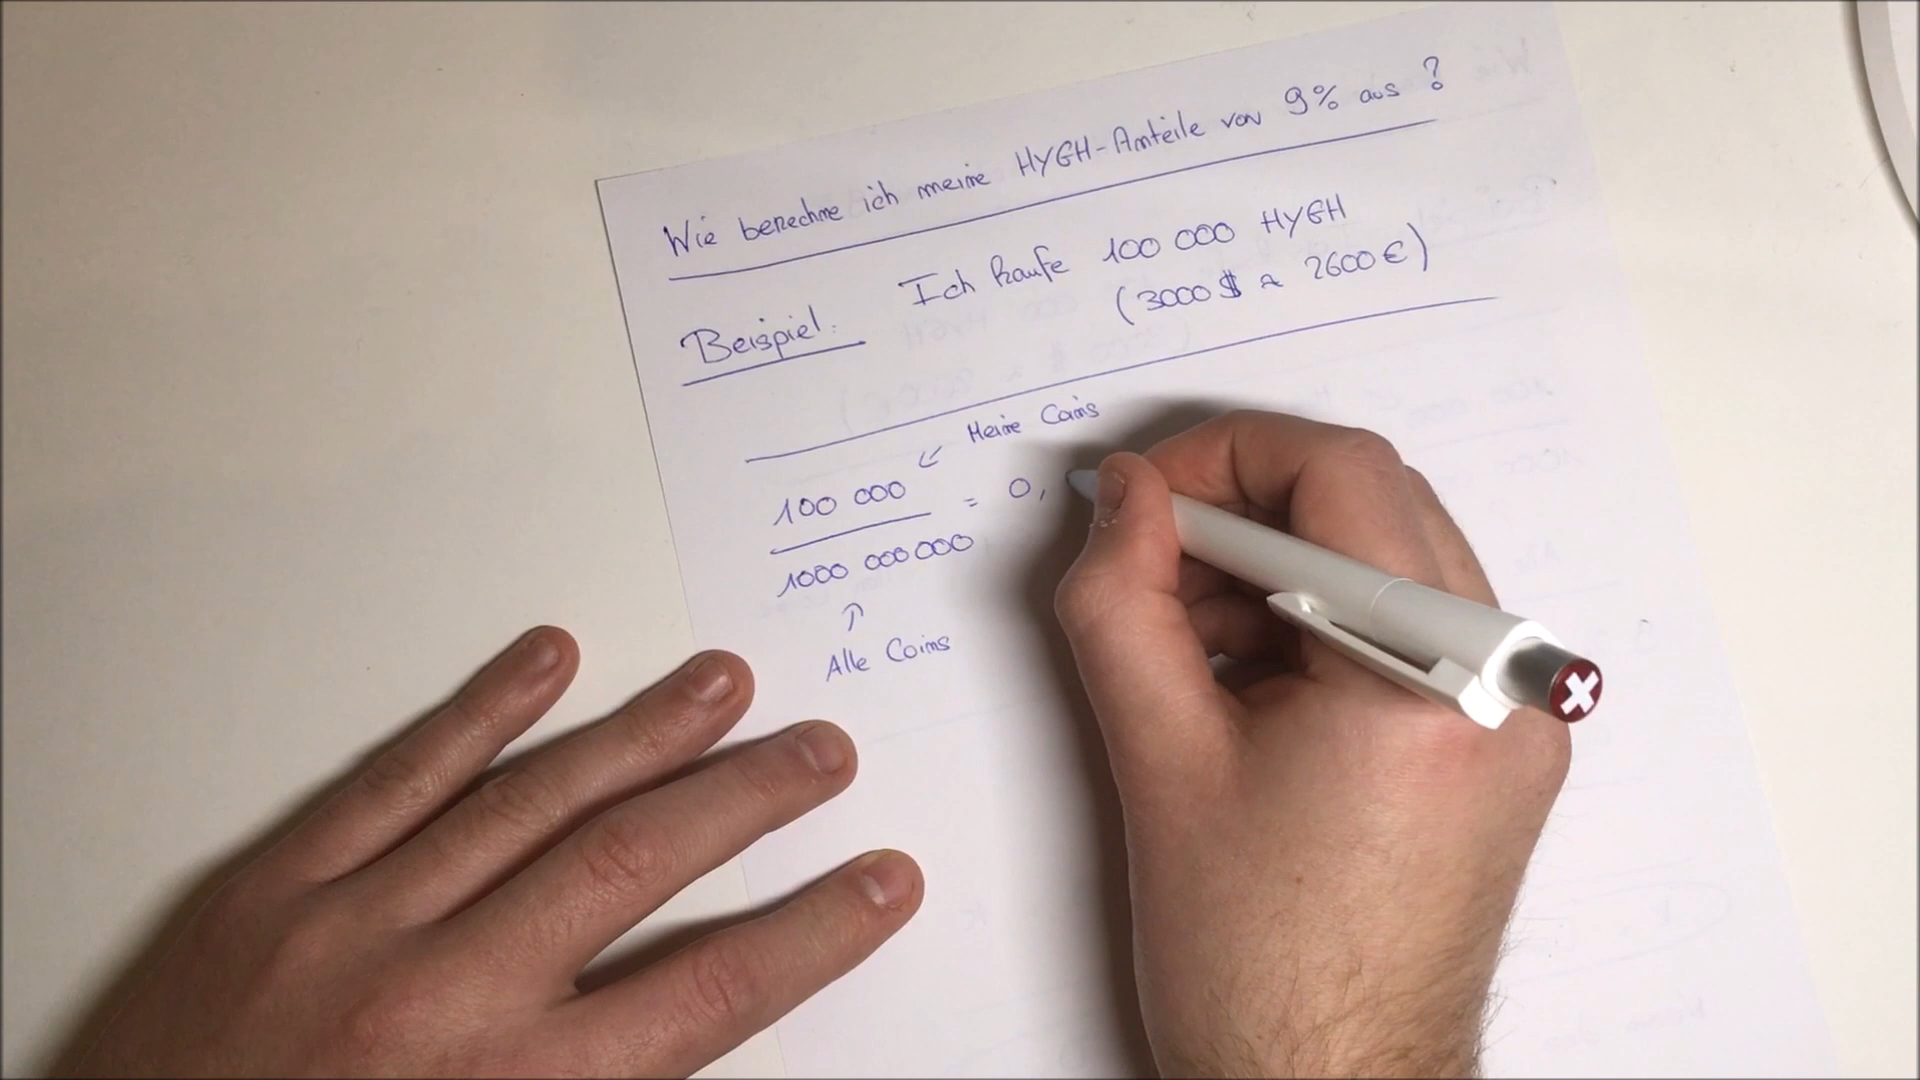 Wie berechne ich meine HYGH-Anteile von 9% aus?
Beispiel: Ich kaufe 100 000 HYGH
(3000$ ≈ 2600€)
Meine Coins
↙
100 000 = 0,
1000 000 000
↑
Alle Coins